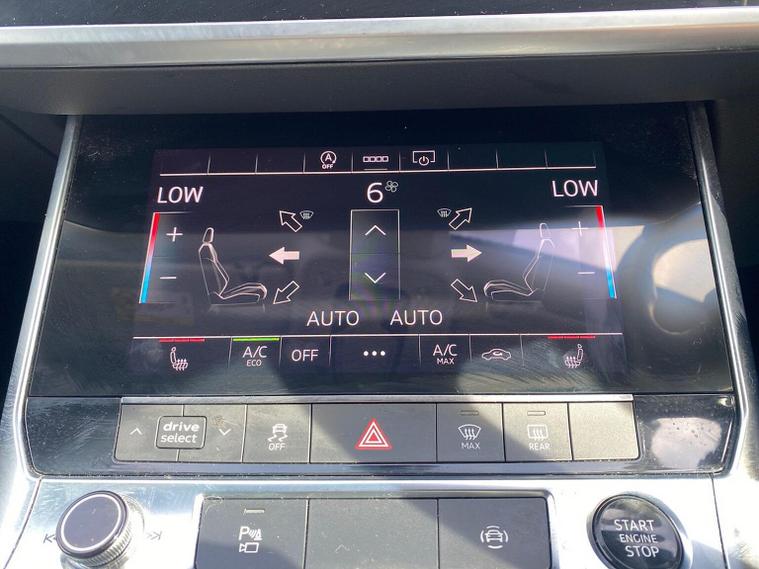 A
OFF
LOW 6 LOW
+ +
− −
AUTO AUTO
A/C ECO OFF ••• A/C MAX
drive select
OFF
MAX
REAR
P
START
ENGINE
STOP